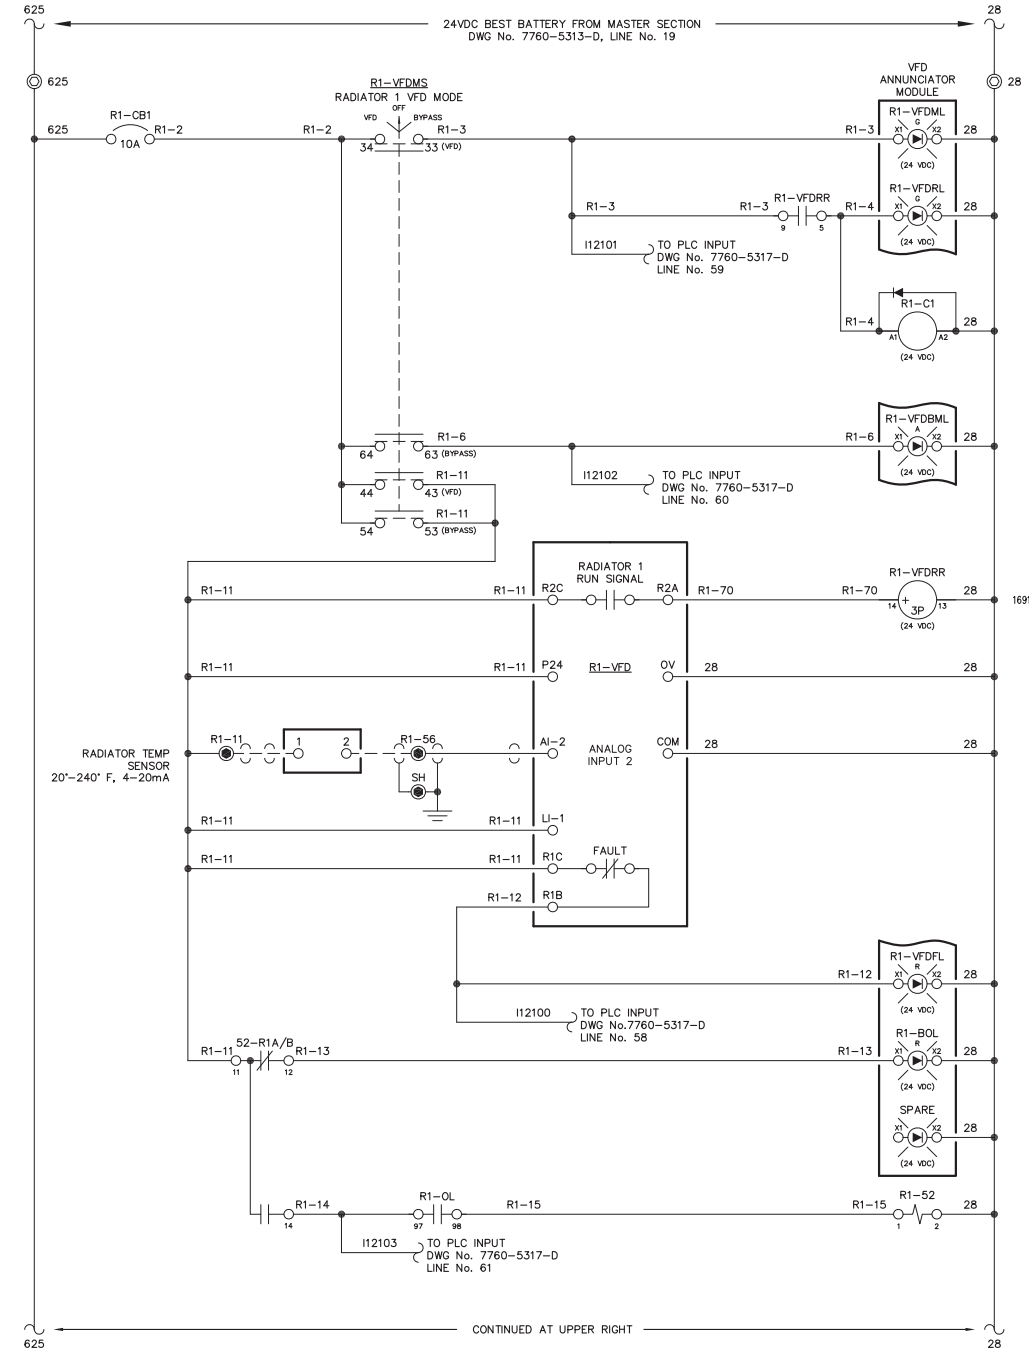 625
28
24VDC BEST BATTERY FROM MASTER SECTION
DWG No. 7760-5313-D, LINE No. 19
625
28
VFD
ANNUNCIATOR
MODULE
R1-VFDMS
RADIATOR 1 VFD MODE
OFF
VFD
BYPASS
R1-CB1
625
R1-2
10A
R1-2
34
33 (VFD)
R1-3
R1-3
R1-VFDML
G
X1
X2
28
(24 VDC)
R1-3
R1-3
R1-VFDRR
9
5
R1-4
R1-VFDRL
G
X1
X2
28
(24 VDC)
I12101
TO PLC INPUT
DWG No. 7760-5317-D
LINE No. 59
R1-4
R1-C1
A1
A2
28
(24 VDC)
64
63 (BYPASS)
R1-6
R1-6
R1-VFDBML
A
X1
X2
28
(24 VDC)
I12102
TO PLC INPUT
DWG No. 7760-5317-D
LINE No. 60
44
43 (VFD)
R1-11
54
53 (BYPASS)
R1-11
RADIATOR 1
RUN SIGNAL
R1-11
R1-11
R2C
R2A
R1-70
R1-70
R1-VFDRR
14
+
3P
13
28
(24 VDC)
1691
R1-11
R1-11
P24
R1-VFD
OV
28
28
RADIATOR TEMP
SENSOR
20°-240° F, 4-20mA
R1-11
1
2
R1-56
SH
AI-2
ANALOG
INPUT 2
COM
28
28
R1-11
R1-11
LI-1
R1-11
R1-11
R1C
FAULT
R1-12
R1B
R1-12
R1-VFDFL
R
X1
X2
28
(24 VDC)
I12100
TO PLC INPUT
DWG No.7760-5317-D
LINE No. 58
R1-11
52-R1A/B
11
12
R1-13
R1-13
R1-BOL
R
X1
X2
28
(24 VDC)
SPARE
X1
X2
28
(24 VDC)
14
R1-14
R1-OL
97
98
R1-15
R1-15
R1-52
1
2
28
I12103
TO PLC INPUT
DWG No. 7760-5317-D
LINE No. 61
CONTINUED AT UPPER RIGHT
625
28